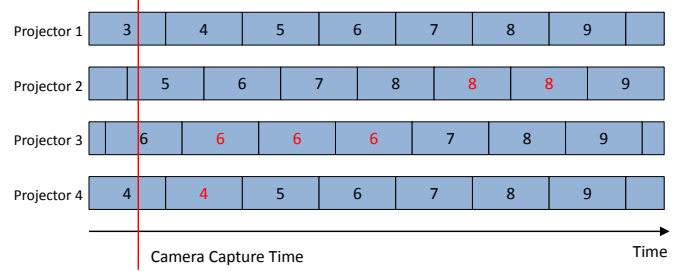 Projector 1 3 4 5 6 7 8 9
Projector 2 5 6 7 8 8 8 9
Projector 3 6 6 6 6 7 8 9
Projector 4 4 4 5 6 7 8 9
Camera Capture Time Time